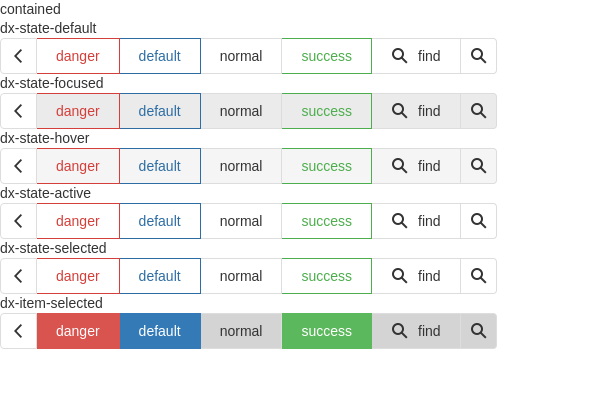 contained
dx-state-default
danger default normal success find
dx-state-focused
danger default normal success find
dx-state-hover
danger default normal success find
dx-state-active
danger default normal success find
dx-state-selected
danger default normal success find
dx-item-selected
danger default normal success find